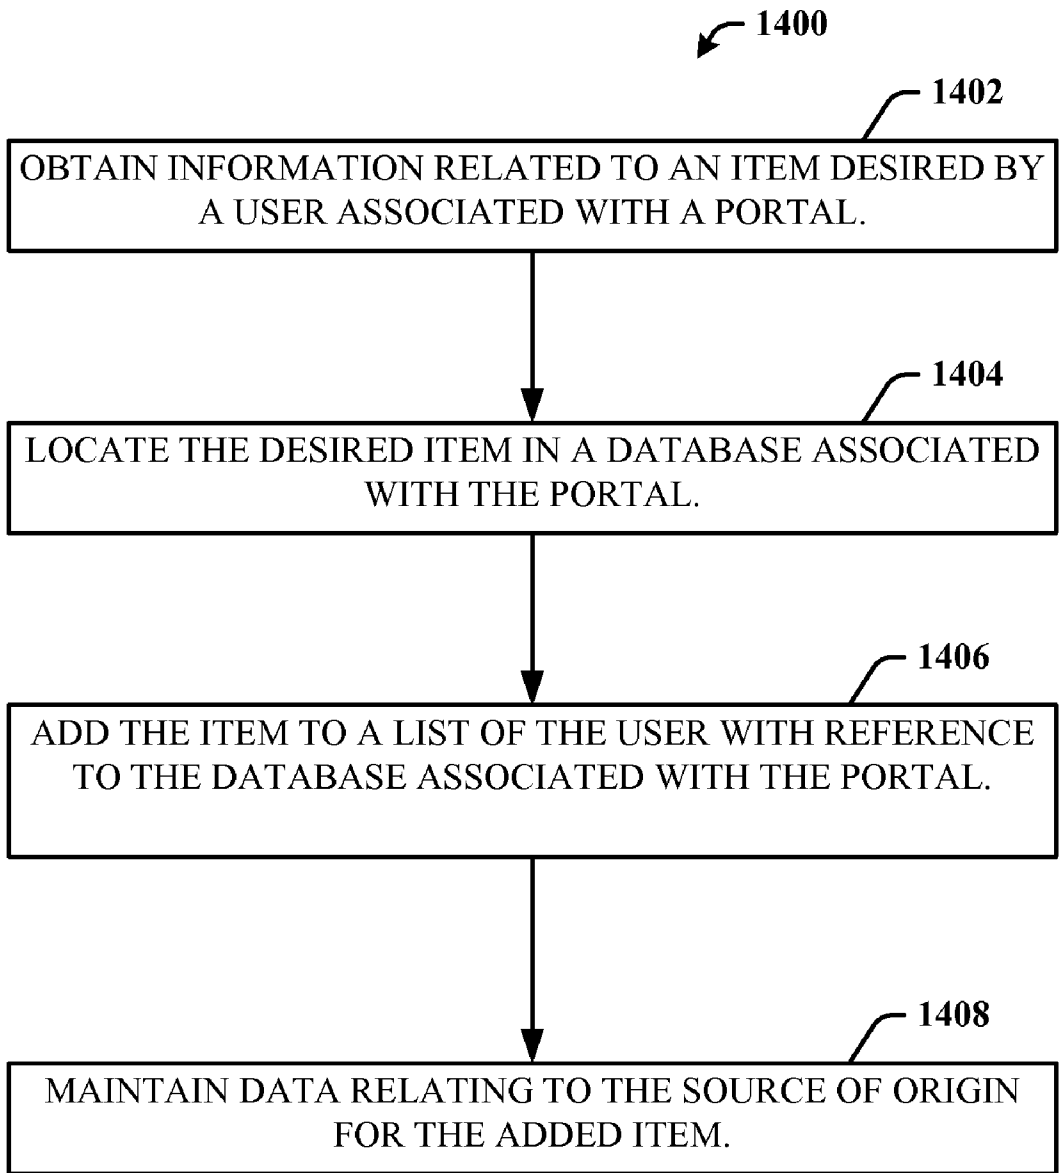 1400
1402
OBTAIN INFORMATION RELATED TO AN ITEM DESIRED BY
A USER ASSOCIATED WITH A PORTAL.
1404
LOCATE THE DESIRED ITEM IN A DATABASE ASSOCIATED
WITH THE PORTAL.
1406
ADD THE ITEM TO A LIST OF THE USER WITH REFERENCE
TO THE DATABASE ASSOCIATED WITH THE PORTAL.
1408
MAINTAIN DATA RELATING TO THE SOURCE OF ORIGIN
FOR THE ADDED ITEM.